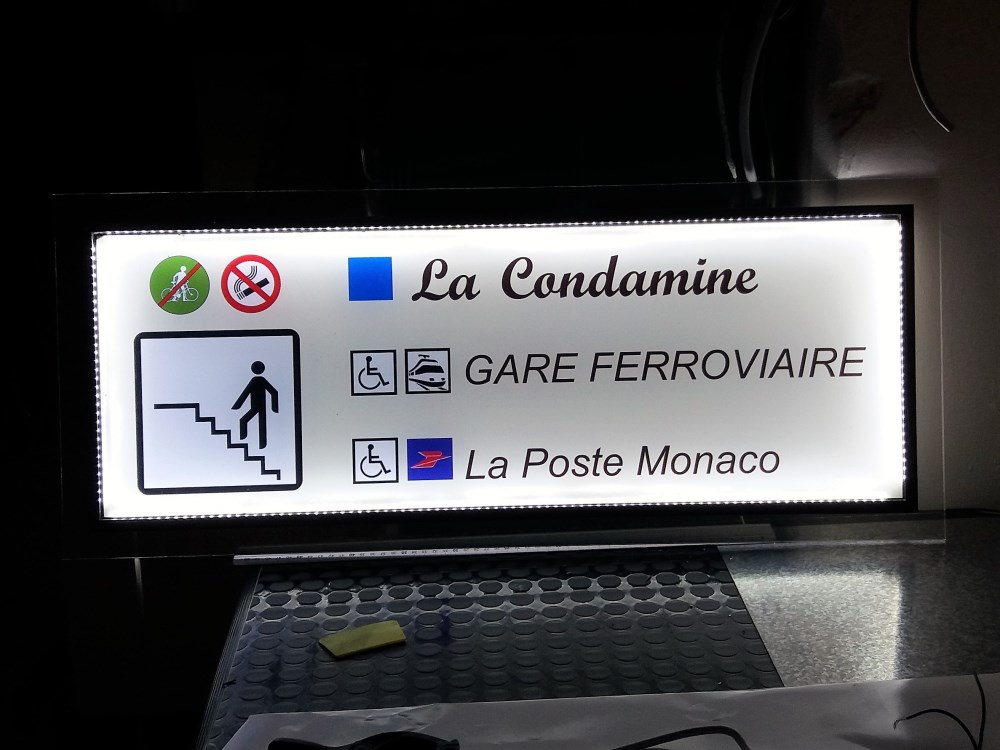 La Condamine
GARE FERROVIAIRE
La Poste Monaco